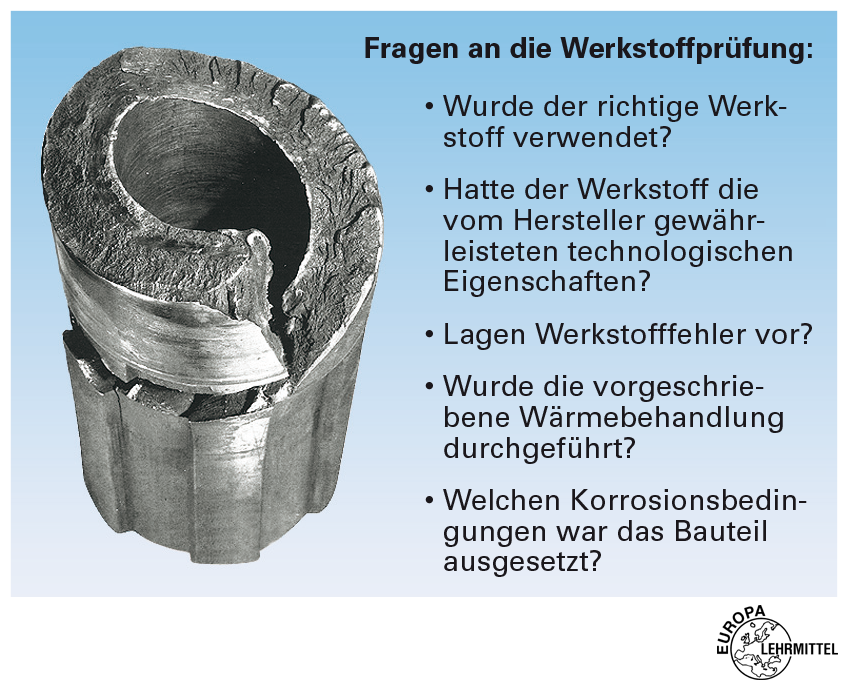 Fragen an die Werkstoffprüfung:
• Wurde der richtige Werk-
stoff verwendet?
• Hatte der Werkstoff die
vom Hersteller gewähr-
leisteten technologischen
Eigenschaften?
• Lagen Werkstofffehler vor?
• Wurde die vorgeschrie-
bene Wärmebehandlung
durchgeführt?
• Welchen Korrosionsbedin-
gungen war das Bauteil
ausgesetzt?
EUROPA
LEHRMITTEL